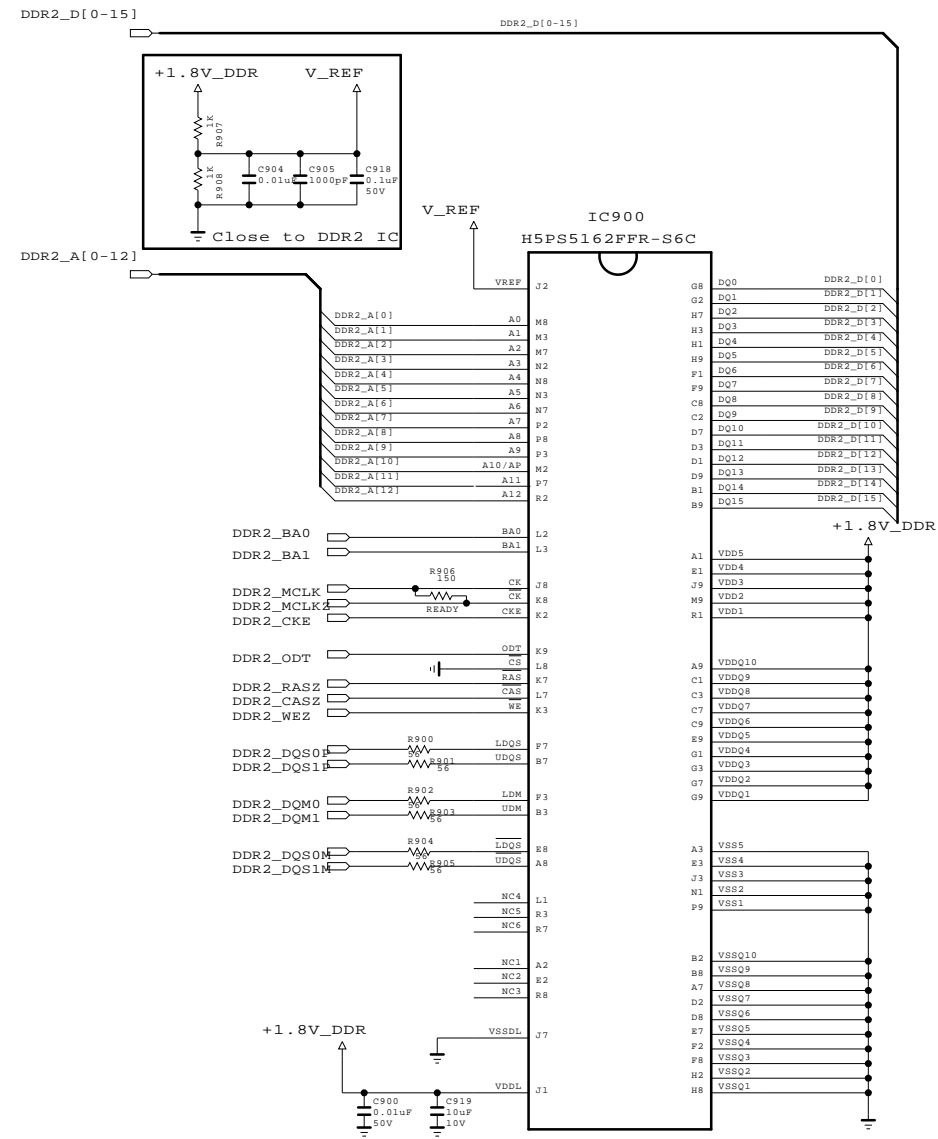 DDR2_D[0-15]
DDR2_D[0-15]
+1.8V_DDR
V_REF
1K
R907
1K
R908
C904
0.01uF
C905
1000pF
C918
0.1uF
50V
Close to DDR2 IC
V_REF
IC900
H5PS5162FFR-S6C
DDR2_A[0-12]
VREF J2
DDR2_A[0] A0 M8
DDR2_A[1] A1 M3
DDR2_A[2] A2 M7
DDR2_A[3] A3 N2
DDR2_A[4] A4 N8
DDR2_A[5] A5 N3
DDR2_A[6] A6 N7
DDR2_A[7] A7 P2
DDR2_A[8] A8 P8
DDR2_A[9] A9 P3
DDR2_A[10] A10/AP M2
DDR2_A[11] A11 P7
DDR2_A[12] A12 R2
G8 DQ0 DDR2_D[0]
G2 DQ1 DDR2_D[1]
H7 DQ2 DDR2_D[2]
H3 DQ3 DDR2_D[3]
H1 DQ4 DDR2_D[4]
H9 DQ5 DDR2_D[5]
F1 DQ6 DDR2_D[6]
F9 DQ7 DDR2_D[7]
C8 DQ8 DDR2_D[8]
C2 DQ9 DDR2_D[9]
D7 DQ10 DDR2_D[10]
D3 DQ11 DDR2_D[11]
D1 DQ12 DDR2_D[12]
D9 DQ13 DDR2_D[13]
B1 DQ14 DDR2_D[14]
B9 DQ15 DDR2_D[15]
+1.8V_DDR
DDR2_BA0 BA0 L2
DDR2_BA1 BA1 L3
R906
150
READY
DDR2_MCLK CK J8
DDR2_MCLKZ CK K8
DDR2_CKE CKE K2
DDR2_ODT ODT K9
CS L8
DDR2_RASZ RAS K7
DDR2_CASZ CAS L7
DDR2_WEZ WE K3
DDR2_DQS0P R900 56 LDQS F7
DDR2_DQS1P R901 56 UDQS B7
DDR2_DQM0 R902 56 LDM F3
DDR2_DQM1 R903 56 UDM B3
DDR2_DQS0M R904 56 LDQS E8
DDR2_DQS1M R905 56 UDQS A8
NC4 L1
NC5 R3
NC6 R7
NC1 A2
NC2 E2
NC3 R8
VSSDL J7
+1.8V_DDR
VDDL J1
C900
0.01uF
50V
C919
10uF
10V
A1 VDD5
E1 VDD4
J9 VDD3
M9 VDD2
R1 VDD1
A9 VDDQ10
C1 VDDQ9
C3 VDDQ8
C7 VDDQ7
C9 VDDQ6
E9 VDDQ5
G1 VDDQ4
G3 VDDQ3
G7 VDDQ2
G9 VDDQ1
A3 VSS5
E3 VSS4
J3 VSS3
N1 VSS2
P9 VSS1
B2 VSSQ10
B8 VSSQ9
A7 VSSQ8
D2 VSSQ7
D8 VSSQ6
E7 VSSQ5
F2 VSSQ4
F8 VSSQ3
H2 VSSQ2
H8 VSSQ1